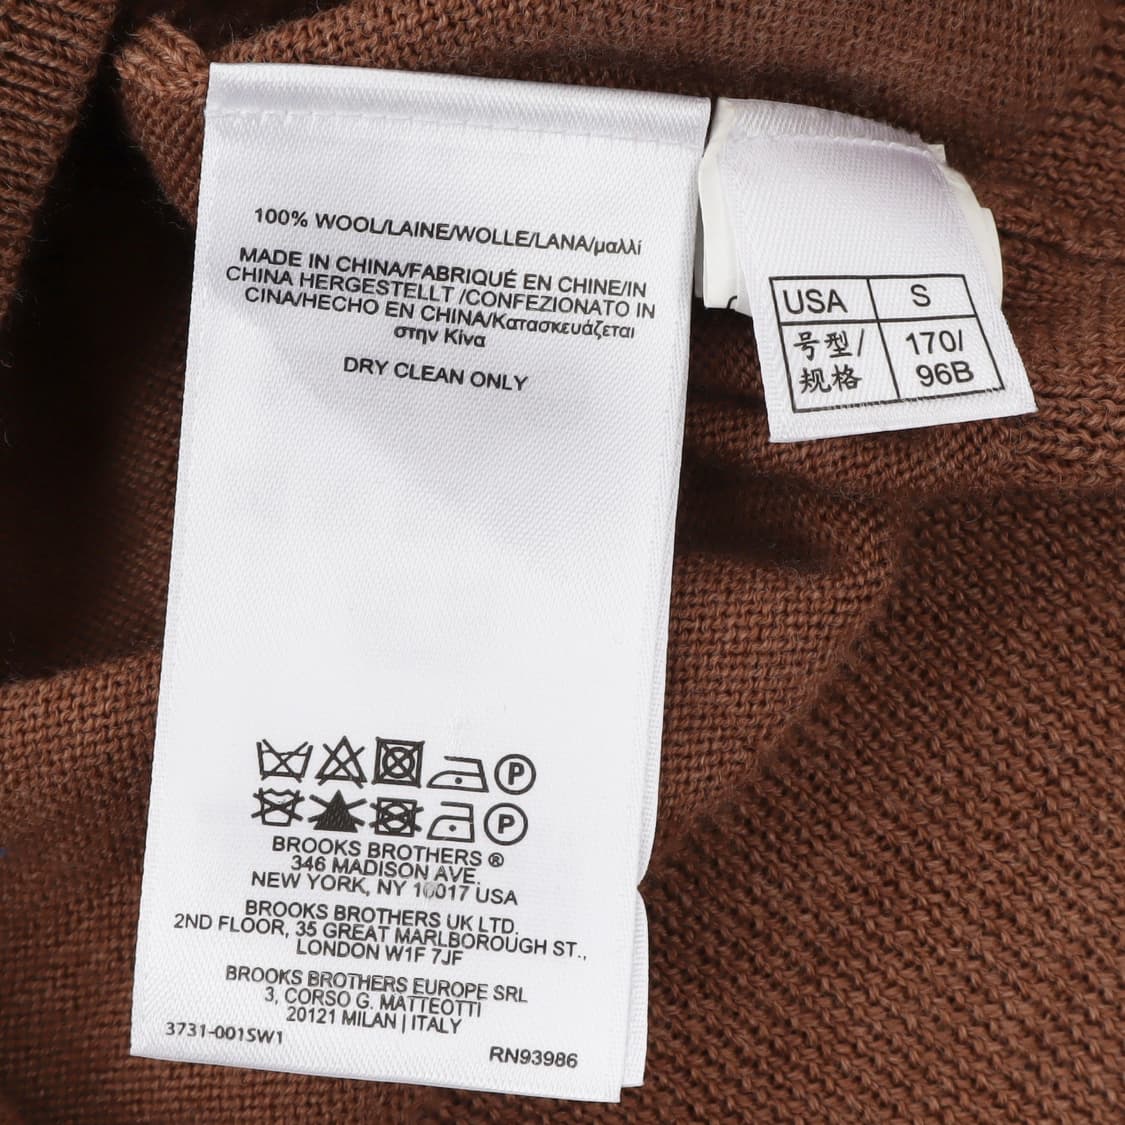 100% WOOL/LAINE/WOLLE/LANA/μαλλί
MADE IN CHINA/FABRIQUÉ EN CHINE/IN
CHINA HERGESTELLT /CONFEZIONATO IN
CINA/HECHO EN CHINA/Κατασκευάζεται
στην Κίνα
DRY CLEAN ONLY
P
P
BROOKS BROTHERS ®
346 MADISON AVE.
NEW YORK, NY 10017 USA
BROOKS BROTHERS UK LTD.
2ND FLOOR, 35 GREAT MARLBOROUGH ST.,
LONDON W1F 7JF
BROOKS BROTHERS EUROPE SRL
3, CORSO G. MATTEOTTI
20121 MILAN | ITALY
3731-001SW1
RN93986
USA S
号型/ 170/
规格 96B